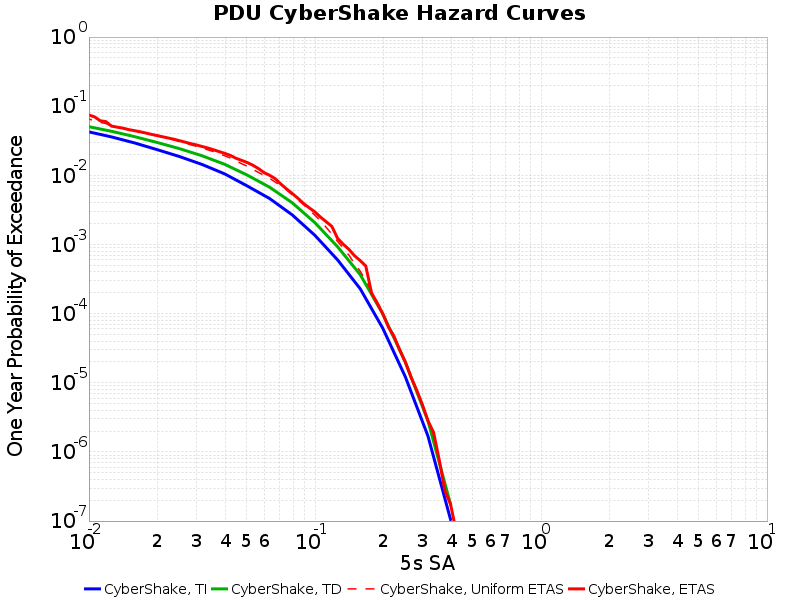 PDU CyberShake Hazard Curves
One Year Probability of Exceedance
10^0
10^-1
10^-2
10^-3
10^-4
10^-5
10^-6
10^-7
10^-2 2 3 4 5 6 10^-1 2 3 4 5 6 7 10^0 2 3 4 5 6 7 10^1
5s SA
CyberShake, TI CyberShake, TD CyberShake, Uniform ETAS CyberShake, ETAS